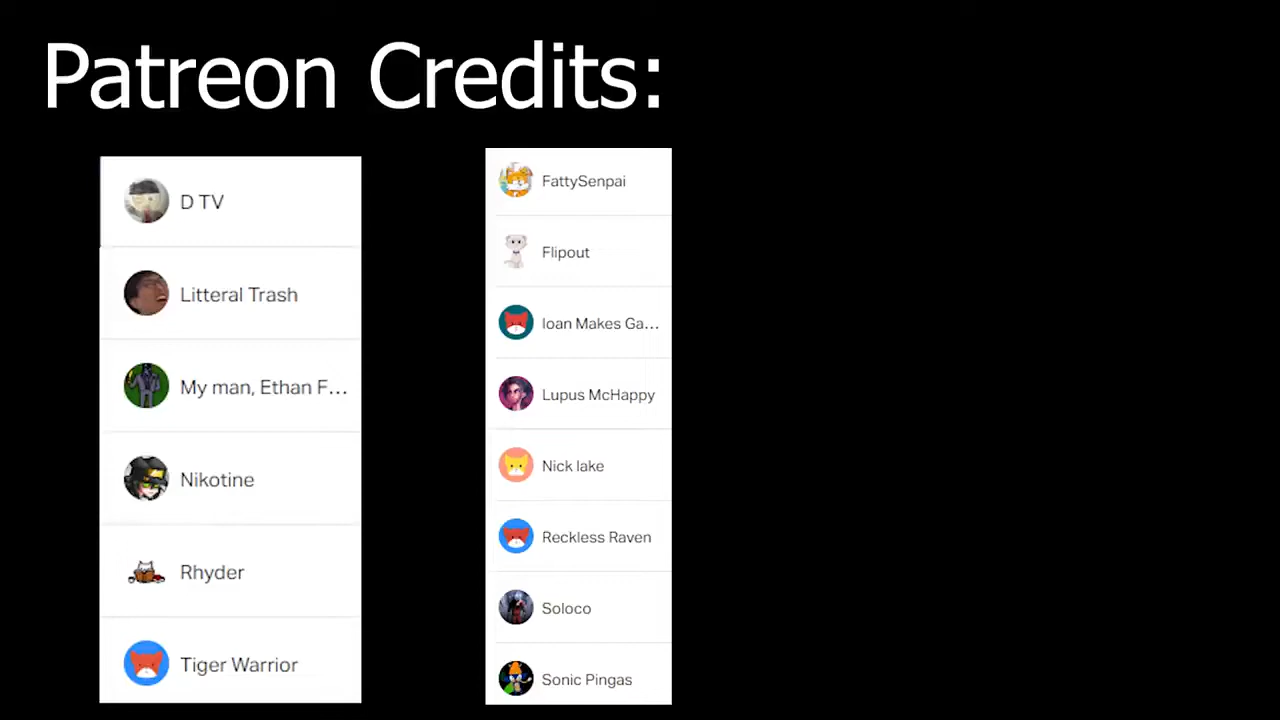 Patreon Credits:
D TV
Litteral Trash
My man, Ethan F...
Nikotine
Rhyder
Tiger Warrior
FattySenpai
Flipout
Ioan Makes Ga...
Lupus McHappy
Nick lake
Reckless Raven
Soloco
Sonic Pingas